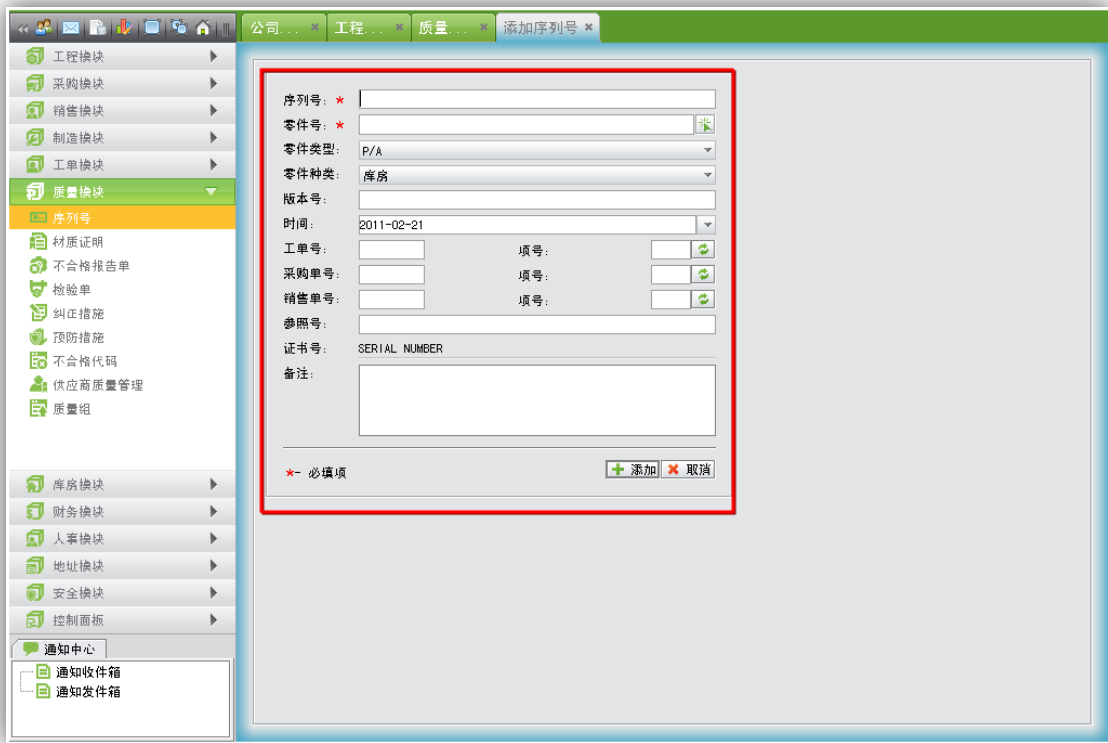 公司... 工程... 质量... 添加序列号
工程模块
采购模块
销售模块
制造模块
工单模块
质量模块
序列号
材质证明
不合格报告单
检验单
纠正措施
预防措施
不合格代码
供应商质量管理
质量组
库房模块
财务模块
人事模块
地址模块
安全模块
控制面板
通知中心
通知收件箱
通知发件箱
序列号: *
零件号: *
零件类型: P/A
零件种类: 库房
版本号:
时间: 2011-02-21
工单号: 项号:
采购单号: 项号:
销售单号: 项号:
参照号:
证书号: SERIAL NUMBER
备注:
*- 必填项 添加 取消